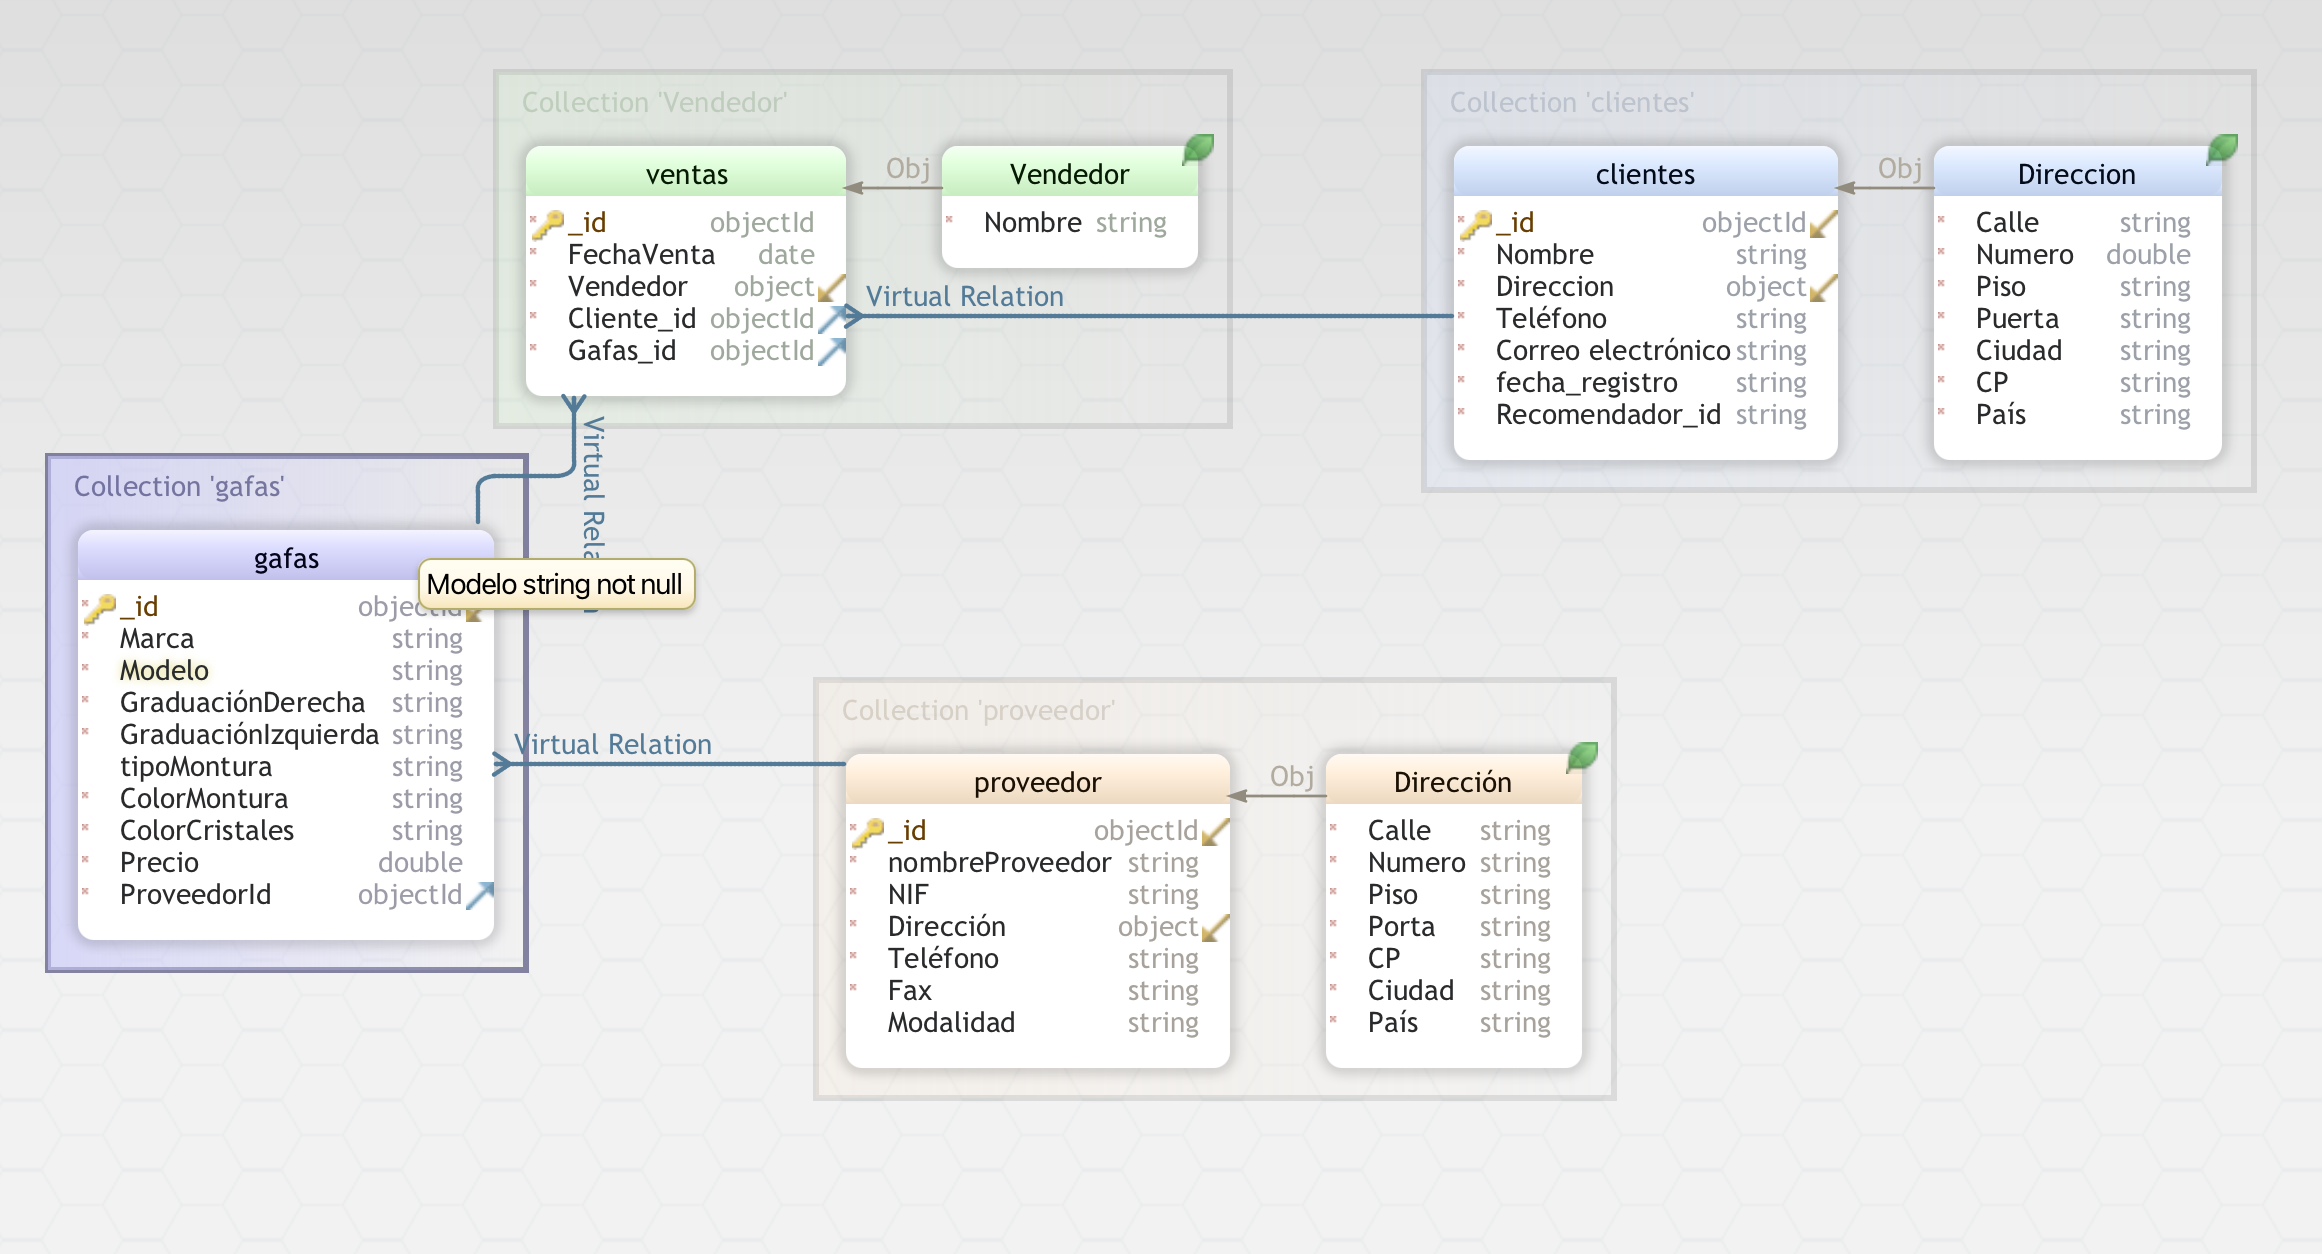 Collection 'Vendedor'
ventas
_id objectId
FechaVenta date
Vendedor object
Cliente_id objectId
Gafas_id objectId
Obj
Vendedor
Nombre string
Virtual Relation
Collection 'clientes'
clientes
_id objectId
Nombre string
Direccion object
Teléfono string
Correo electrónico string
fecha_registro string
Recomendador_id string
Obj
Direccion
Calle string
Numero double
Piso string
Puerta string
Ciudad string
CP string
País string
Virtual Rela
Collection 'gafas'
gafas
Modelo string not null
_id objectId
Marca string
Modelo string
GraduaciónDerecha string
GraduaciónIzquierda string
tipoMontura string
ColorMontura string
ColorCristales string
Precio double
ProveedorId objectId
Virtual Relation
Collection 'proveedor'
proveedor
_id objectId
nombreProveedor string
NIF string
Dirección object
Teléfono string
Fax string
Modalidad string
Obj
Dirección
Calle string
Numero string
Piso string
Porta string
CP string
Ciudad string
País string